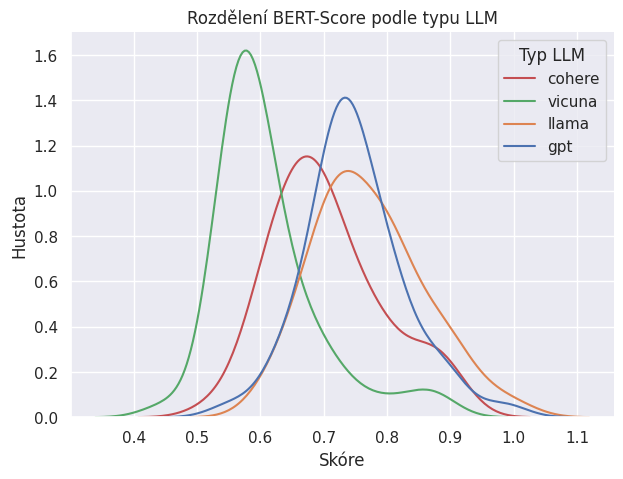 Rozdělení BERT-Score podle typu LLM
Typ LLM
cohere
vicuna
llama
gpt
Hustota
1.6
1.4
1.2
1.0
0.8
0.6
0.4
0.2
0.0
0.4 0.5 0.6 0.7 0.8 0.9 1.0 1.1
Skóre